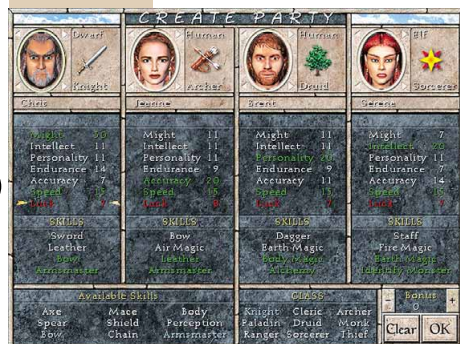 CREATE PARTY
Dwarf
Knight
Human
Archer
Human
Druid
Elf
Sorcerer
Chris
Jeanne
Brent
Serena
Might 30
Intellect 11
Personality 11
Endurance 14
Accuracy 7
Speed 15
Luck 7
Might 11
Intellect 11
Personality 11
Endurance 9
Accuracy 20
Speed 15
Luck 9
Might 11
Intellect 11
Personality 20
Endurance 9
Accuracy 11
Speed 15
Luck 9
Might 7
Intellect 20
Personality 11
Endurance 7
Accuracy 14
Speed
Luck 7
SKILLS
Sword
Leather
Bow
Armsmaster
SKILLS
Bow
Air Magic
Leather
Armsmaster
SKILLS
Dagger
Earth Magic
Body Magic
Alchemy
SKILLS
Staff
Fire Magic
Earth Magic
Identify Monster
Available Skills
Axe Mace Body
Spear Shield Perception
Bow Chain Armsmaster
CLASS
Knight Cleric Archer
Paladin Druid Monk
Ranger Sorcerer Thief
- Bonus +
0
Clear OK